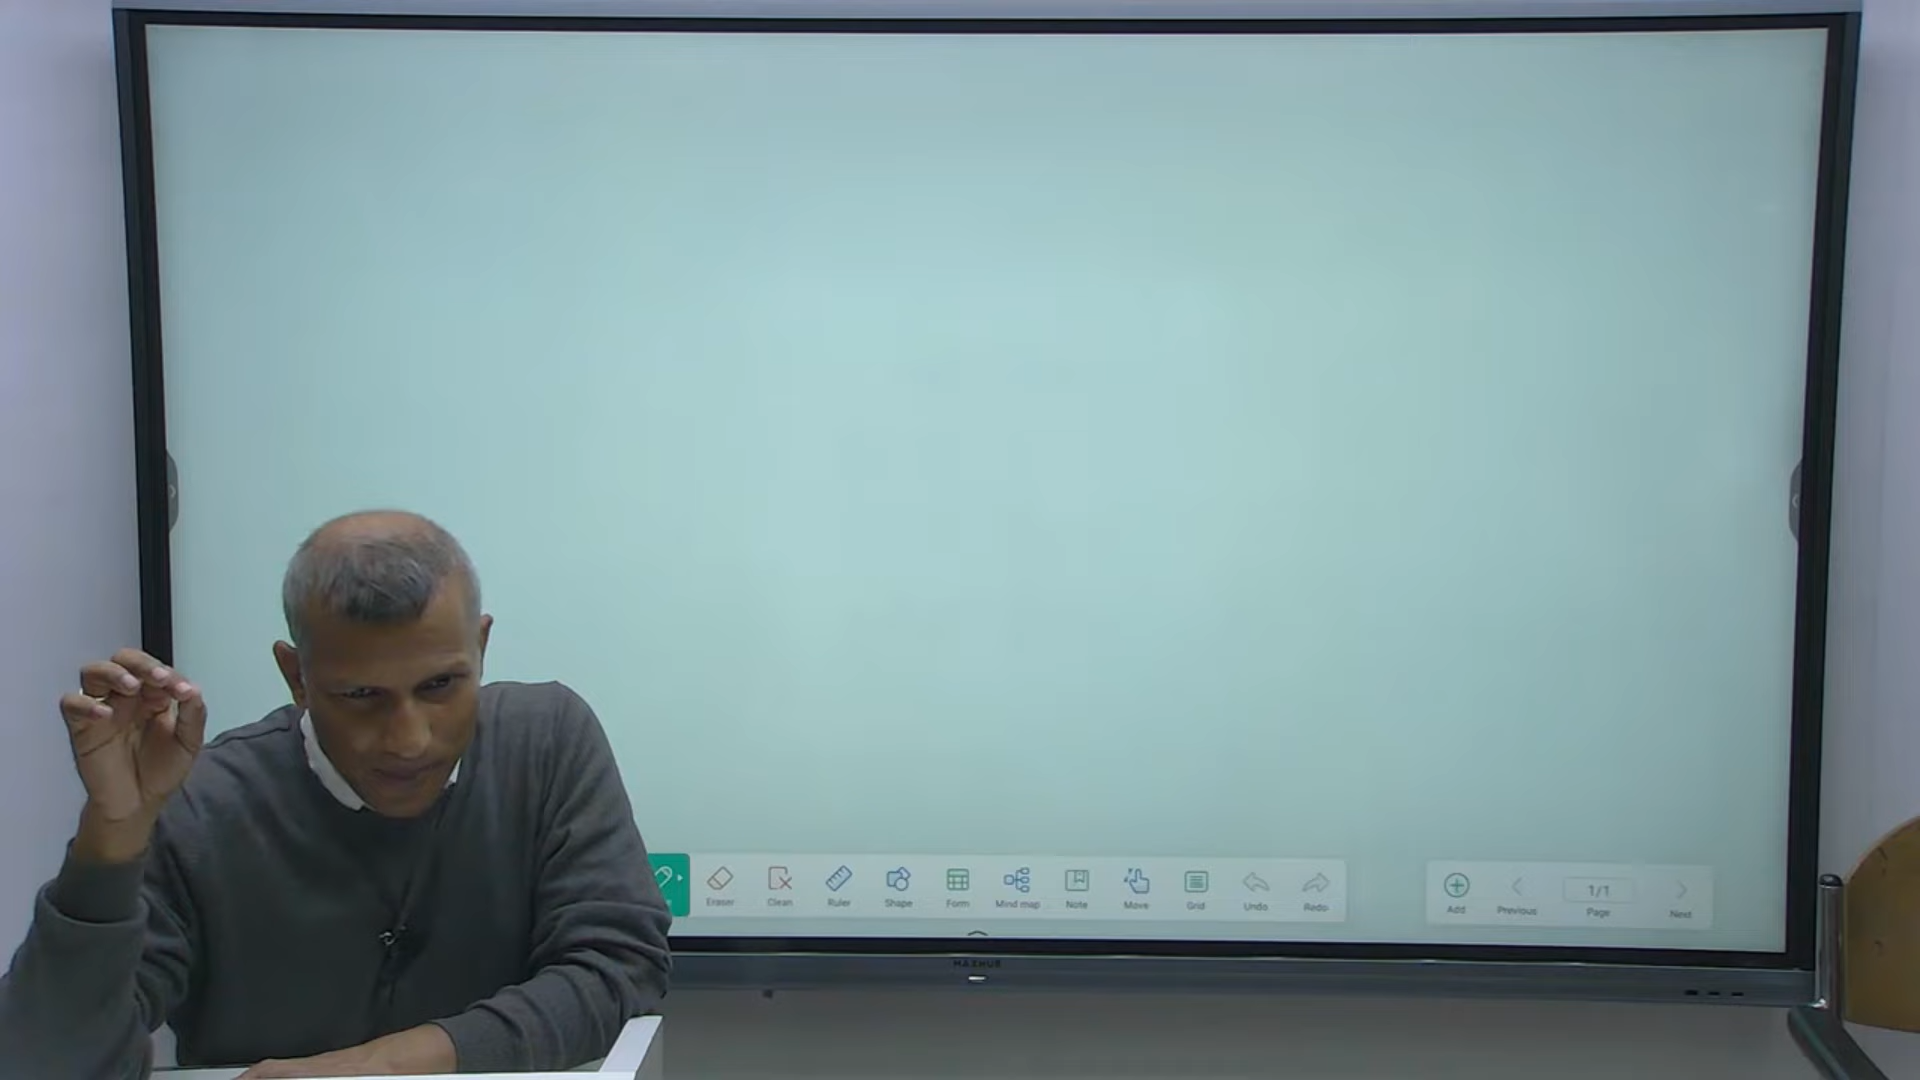 Eraser Clean Ruler Shape Form Mind map Note Move Grid Undo Redo
Add Previous 1/1 Page Next
MAXHUB